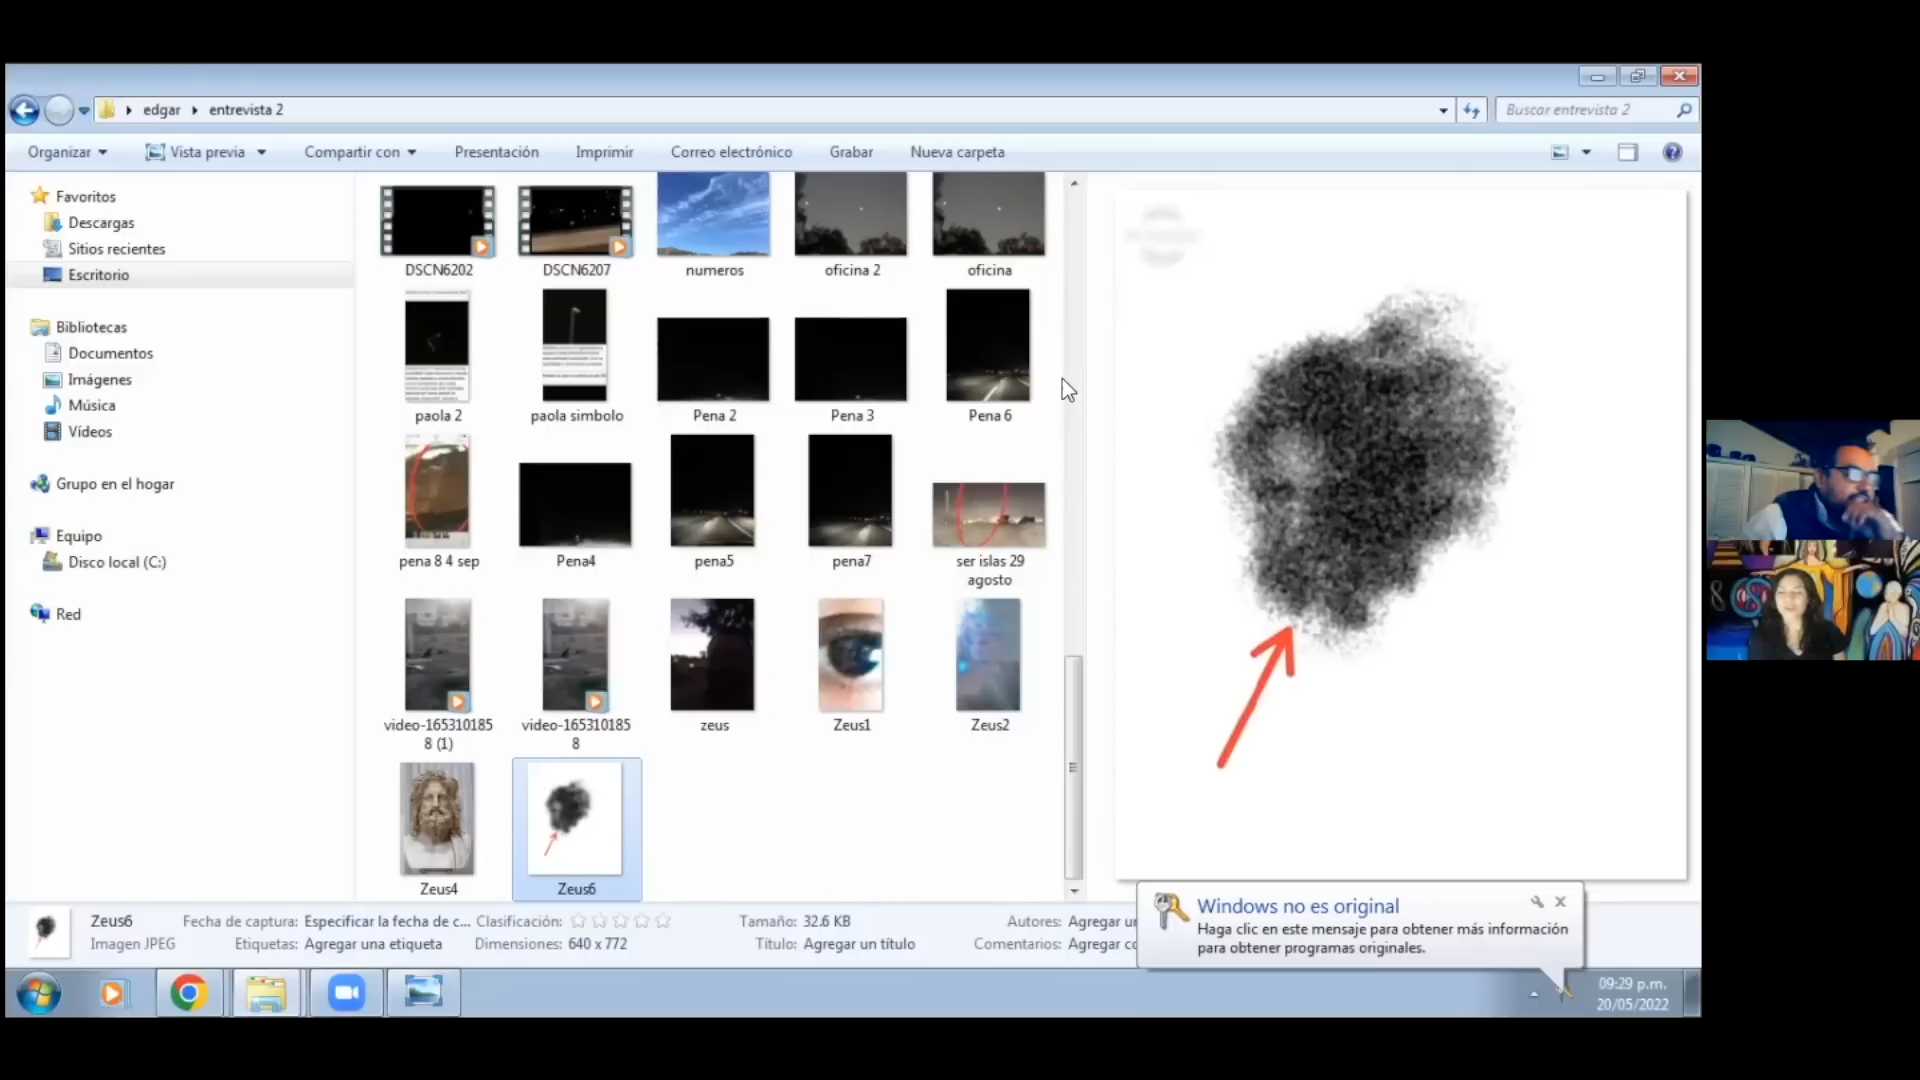 edgar entrevista 2
Buscar entrevista 2
Organizar Vista previa Compartir con Presentación Imprimir Correo electrónico Grabar Nueva carpeta
Favoritos
Descargas
Sitios recientes
Escritorio
Bibliotecas
Documentos
Imágenes
Música
Vídeos
Grupo en el hogar
Equipo
Disco local (C:)
Red
DSCN6202 DSCN6207 numeros oficina 2 oficina
paola 2 paola simbolo Pena 2 Pena 3 Pena 6
pena 8 4 sep Pena4 pena5 pena7 ser islas 29
agosto
video-165310185 video-165310185 zeus Zeus1 Zeus2
8 (1) 8
Zeus4 Zeus6
Zeus6 Fecha de captura: Especificar la fecha de c... Clasificación: Tamaño: 32.6 KB Autores: Agregar
Imagen JPEG Etiquetas: Agregar una etiqueta Dimensiones: 640 x 772 Título: Agregar un título Comentarios: Agregar
Windows no es original
Haga clic en este mensaje para obtener más información
para obtener programas originales.
09:29 p.m.
20/05/2022